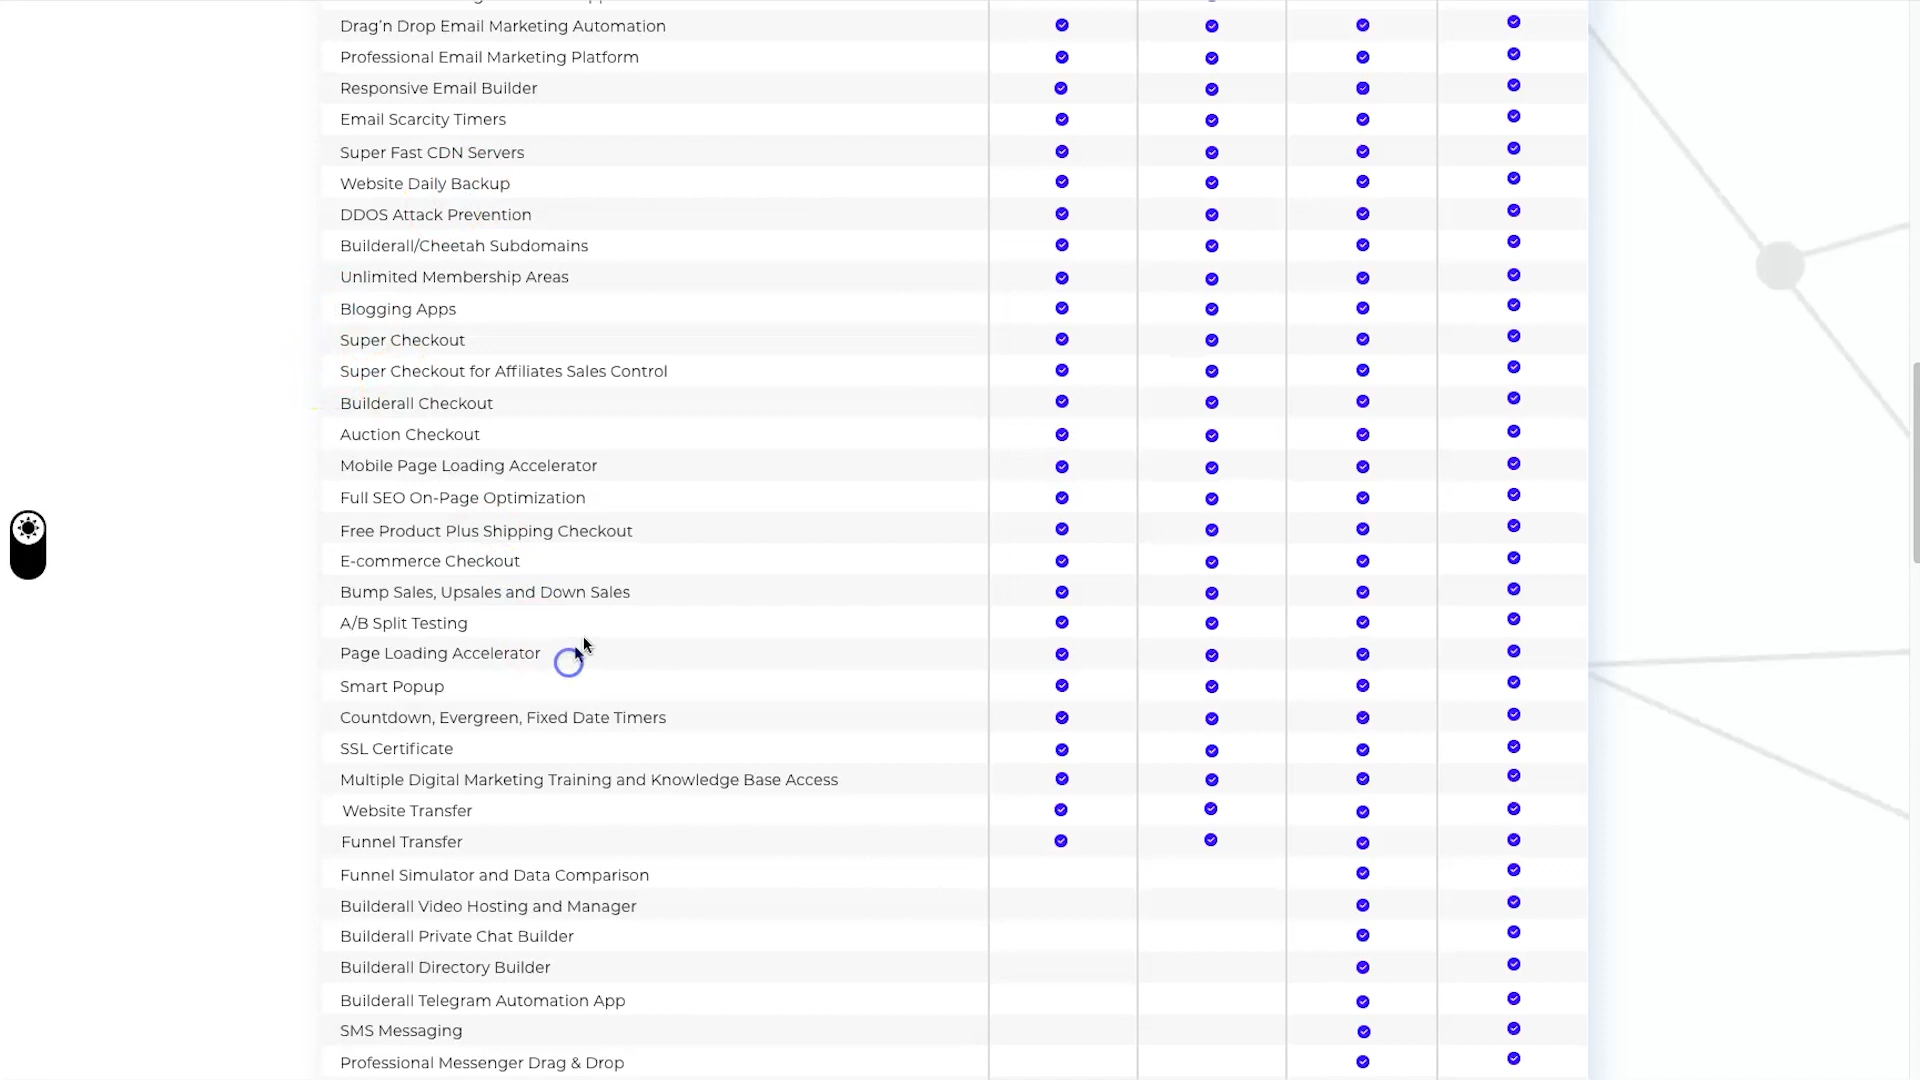 Drag'n Drop Email Marketing Automation
Professional Email Marketing Platform
Responsive Email Builder
Email Scarcity Timers
Super Fast CDN Servers
Website Daily Backup
DDOS Attack Prevention
Builderall/Cheetah Subdomains
Unlimited Membership Areas
Blogging Apps
Super Checkout
Super Checkout for Affiliates Sales Control
Builderall Checkout
Auction Checkout
Mobile Page Loading Accelerator
Full SEO On-Page Optimization
Free Product Plus Shipping Checkout
E-commerce Checkout
Bump Sales, Upsales and Down Sales
A/B Split Testing
Page Loading Accelerator
Smart Popup
Countdown, Evergreen, Fixed Date Timers
SSL Certificate
Multiple Digital Marketing Training and Knowledge Base Access
Website Transfer
Funnel Transfer
Funnel Simulator and Data Comparison
Builderall Video Hosting and Manager
Builderall Private Chat Builder
Builderall Directory Builder
Builderall Telegram Automation App
SMS Messaging
Professional Messenger Drag & Drop